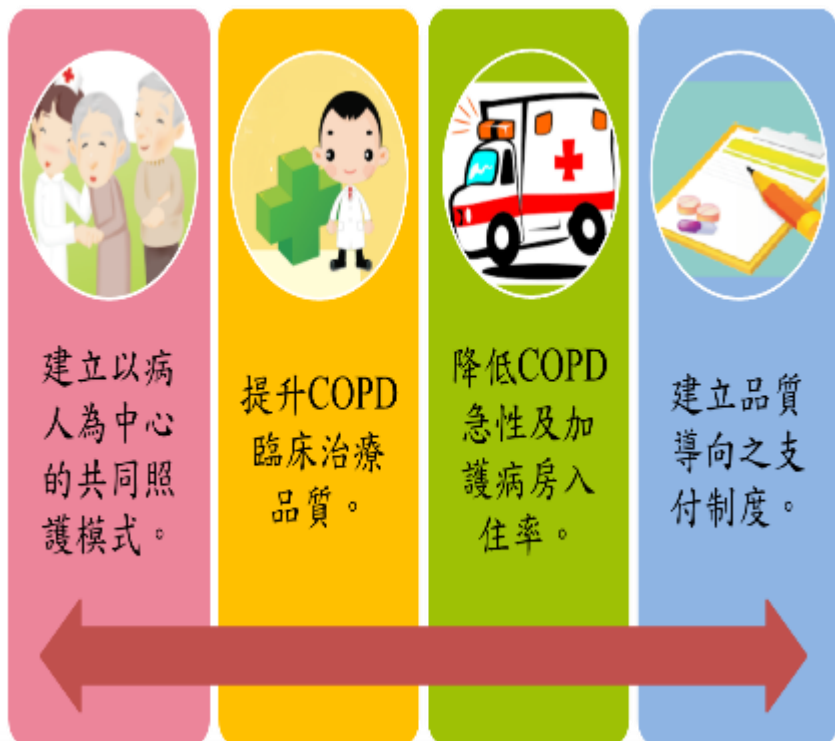 建立以病
人為中心
的共同照
護模式。
提升COPD
臨床治療
品質。
降低COPD
急性及加
護病房入
住率。
建立品質
導向之支
付制度。